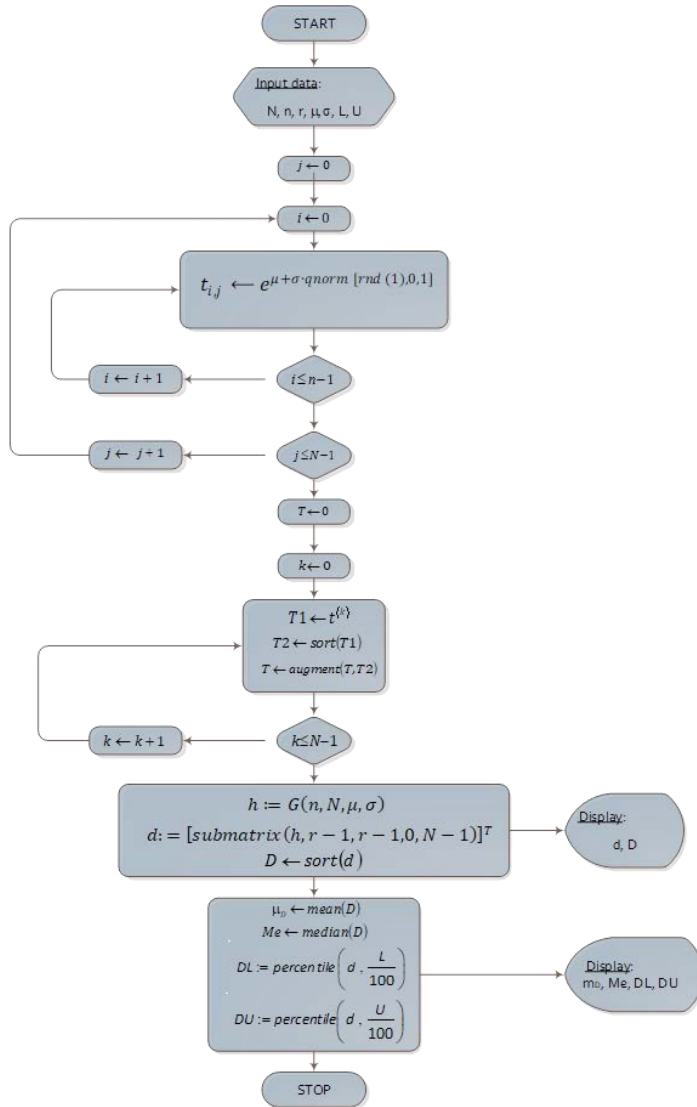 START
Input data:
N, n, r, μ,σ, L, U
j ← 0
i ← 0
t_{i,j} ← e^{μ+σ·qnorm [rnd (1),0,1]}
i ≤ n−1
i ← i + 1
j ≤ N−1
j ← j + 1
T ← 0
k ← 0
T1 ← t^{⟨k⟩}
T2 ← sort(T1)
T ← augment(T,T2)
k ≤ N−1
k ← k + 1
h := G(n, N, μ, σ)
d: = [submatrix(h, r − 1, r − 1,0, N − 1)]^T
D ← sort(d)
Display:
d, D
μ_D ← mean(D)
Me ← median(D)
DL := percentile(d , L/100)
DU := percentile(d , U/100)
Display:
m_D, Me, DL, DU
STOP